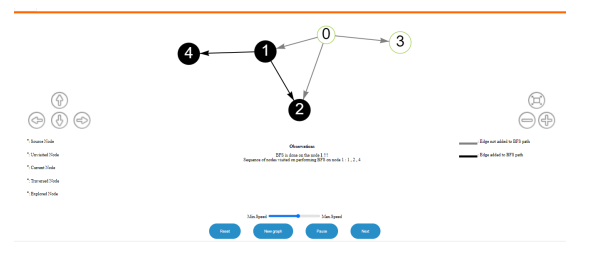 0
3
1
4
2
*: Source Node
*: Unvisited Node
*: Current Node
*: Traversed Node
*: Explored Node
Observations
BFS is done on the node 1 !!!
Sequence of nodes visited on performing BFS on node 1 : 1 , 2 , 4
Edge not added to BFS path
Edge added to BFS path
Min Speed
Max Speed
Reset
New graph
Pause
Next